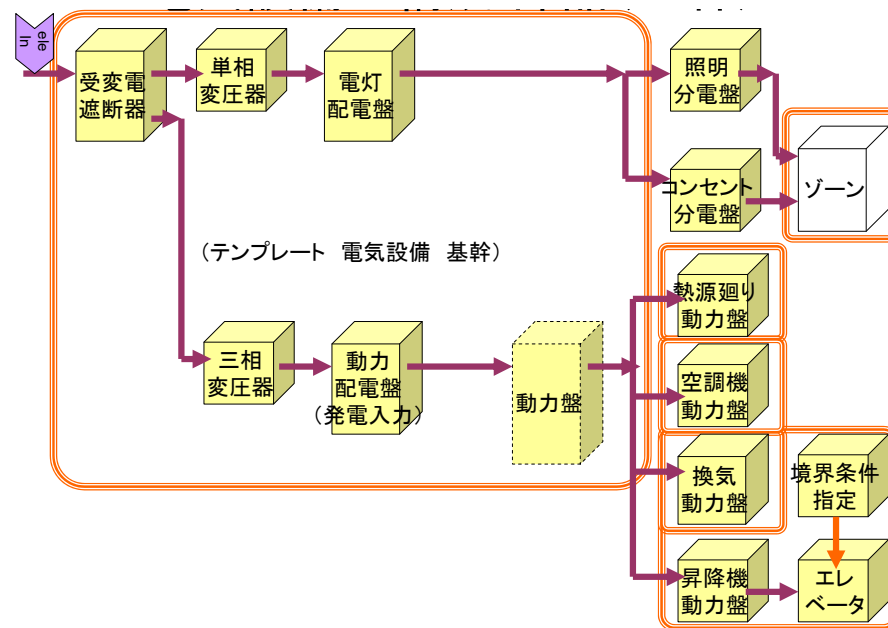 ele
In
受変電
遮断器
単相
変圧器
電灯
配電盤
照明
分電盤
コンセント
分電盤
ゾーン
(テンプレート 電気設備 基幹)
三相
変圧器
動力
配電盤
(発電入力)
動力盤
熱源廻り
動力盤
空調機
動力盤
換気
動力盤
境界条件
指定
昇降機
動力盤
エレ
ベータ